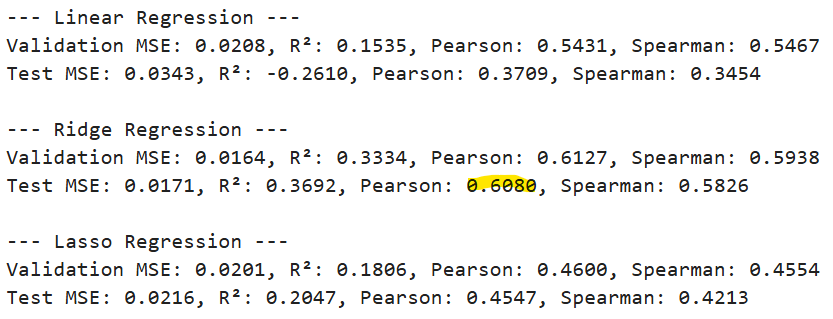 --- Linear Regression ---
Validation MSE: 0.0208, R²: 0.1535, Pearson: 0.5431, Spearman: 0.5467
Test MSE: 0.0343, R²: -0.2610, Pearson: 0.3709, Spearman: 0.3454
--- Ridge Regression ---
Validation MSE: 0.0164, R²: 0.3334, Pearson: 0.6127, Spearman: 0.5938
Test MSE: 0.0171, R²: 0.3692, Pearson: 0.6080, Spearman: 0.5826
--- Lasso Regression ---
Validation MSE: 0.0201, R²: 0.1806, Pearson: 0.4600, Spearman: 0.4554
Test MSE: 0.0216, R²: 0.2047, Pearson: 0.4547, Spearman: 0.4213